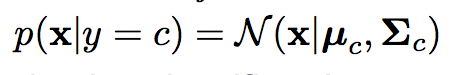 p(𝐱|y = c) = 𝒩(𝐱|𝝁_c, 𝚺_c)